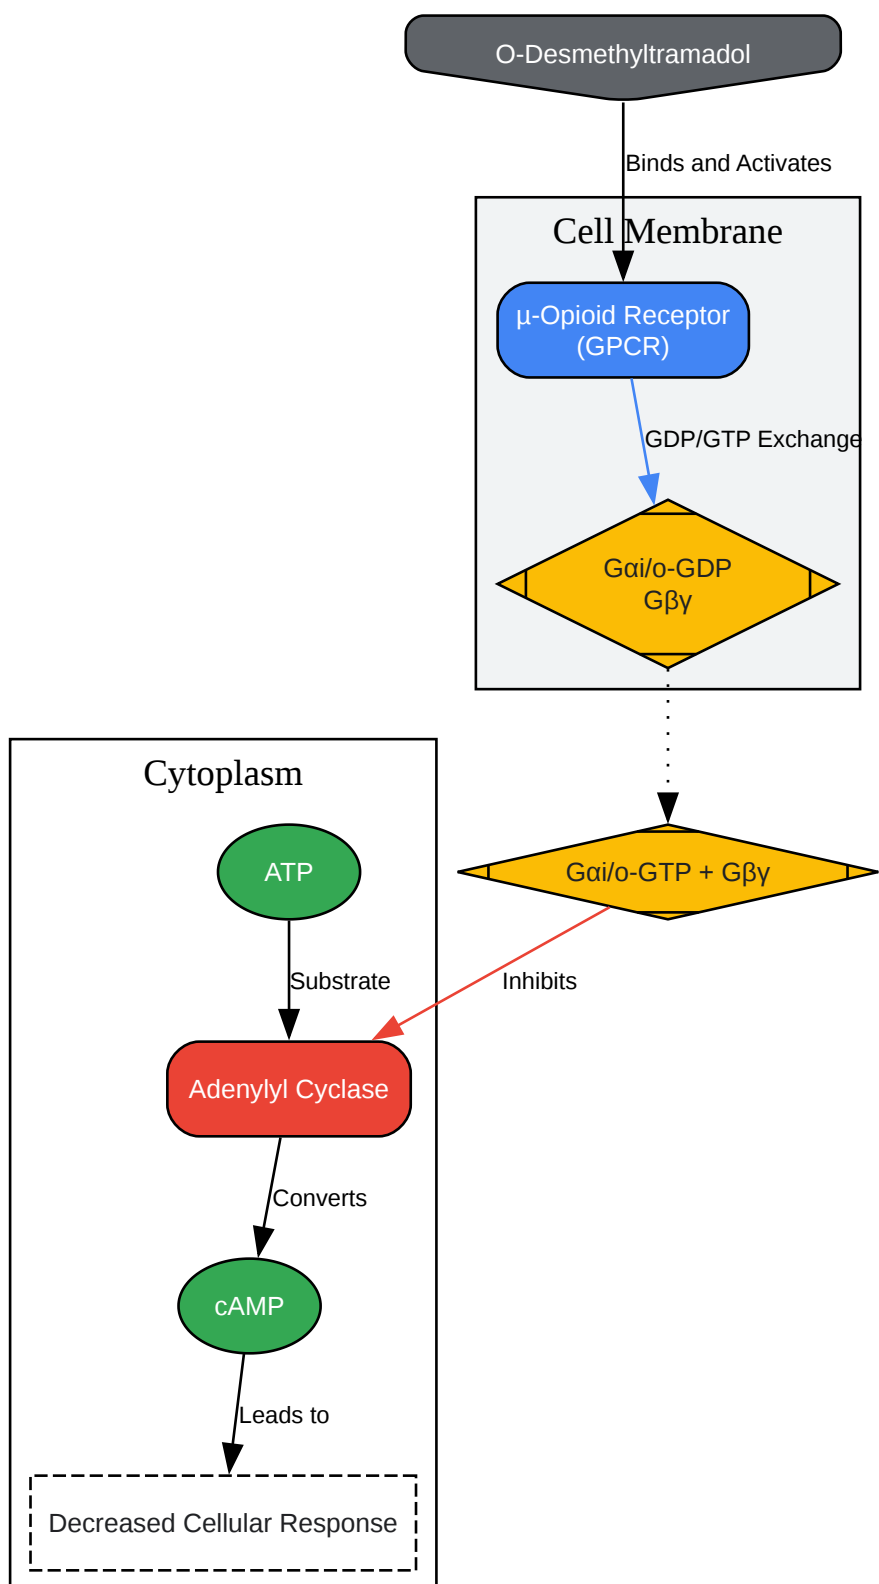 O-Desmethyltramadol
Binds and Activates
Cell Membrane
µ-Opioid Receptor
(GPCR)
GDP/GTP Exchange
Gαi/o-GDP
Gβγ
Cytoplasm
ATP
Gαi/o-GTP + Gβγ
Substrate
Inhibits
Adenylyl Cyclase
Converts
cAMP
Leads to
Decreased Cellular Response